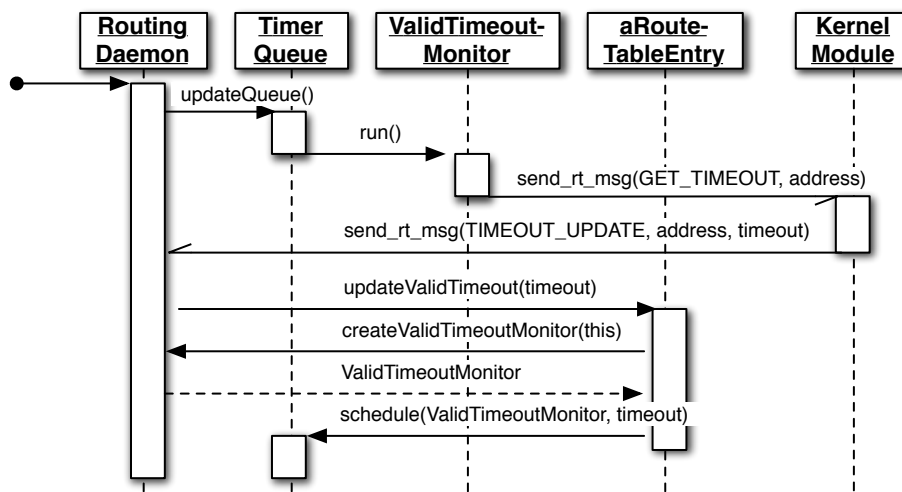 Routing
Daemon
Timer
Queue
ValidTimeout-
Monitor
aRoute-
TableEntry
Kernel
Module
updateQueue()
run()
send_rt_msg(GET_TIMEOUT, address)
send_rt_msg(TIMEOUT_UPDATE, address, timeout)
updateValidTimeout(timeout)
createValidTimeoutMonitor(this)
ValidTimeoutMonitor
schedule(ValidTimeoutMonitor, timeout)